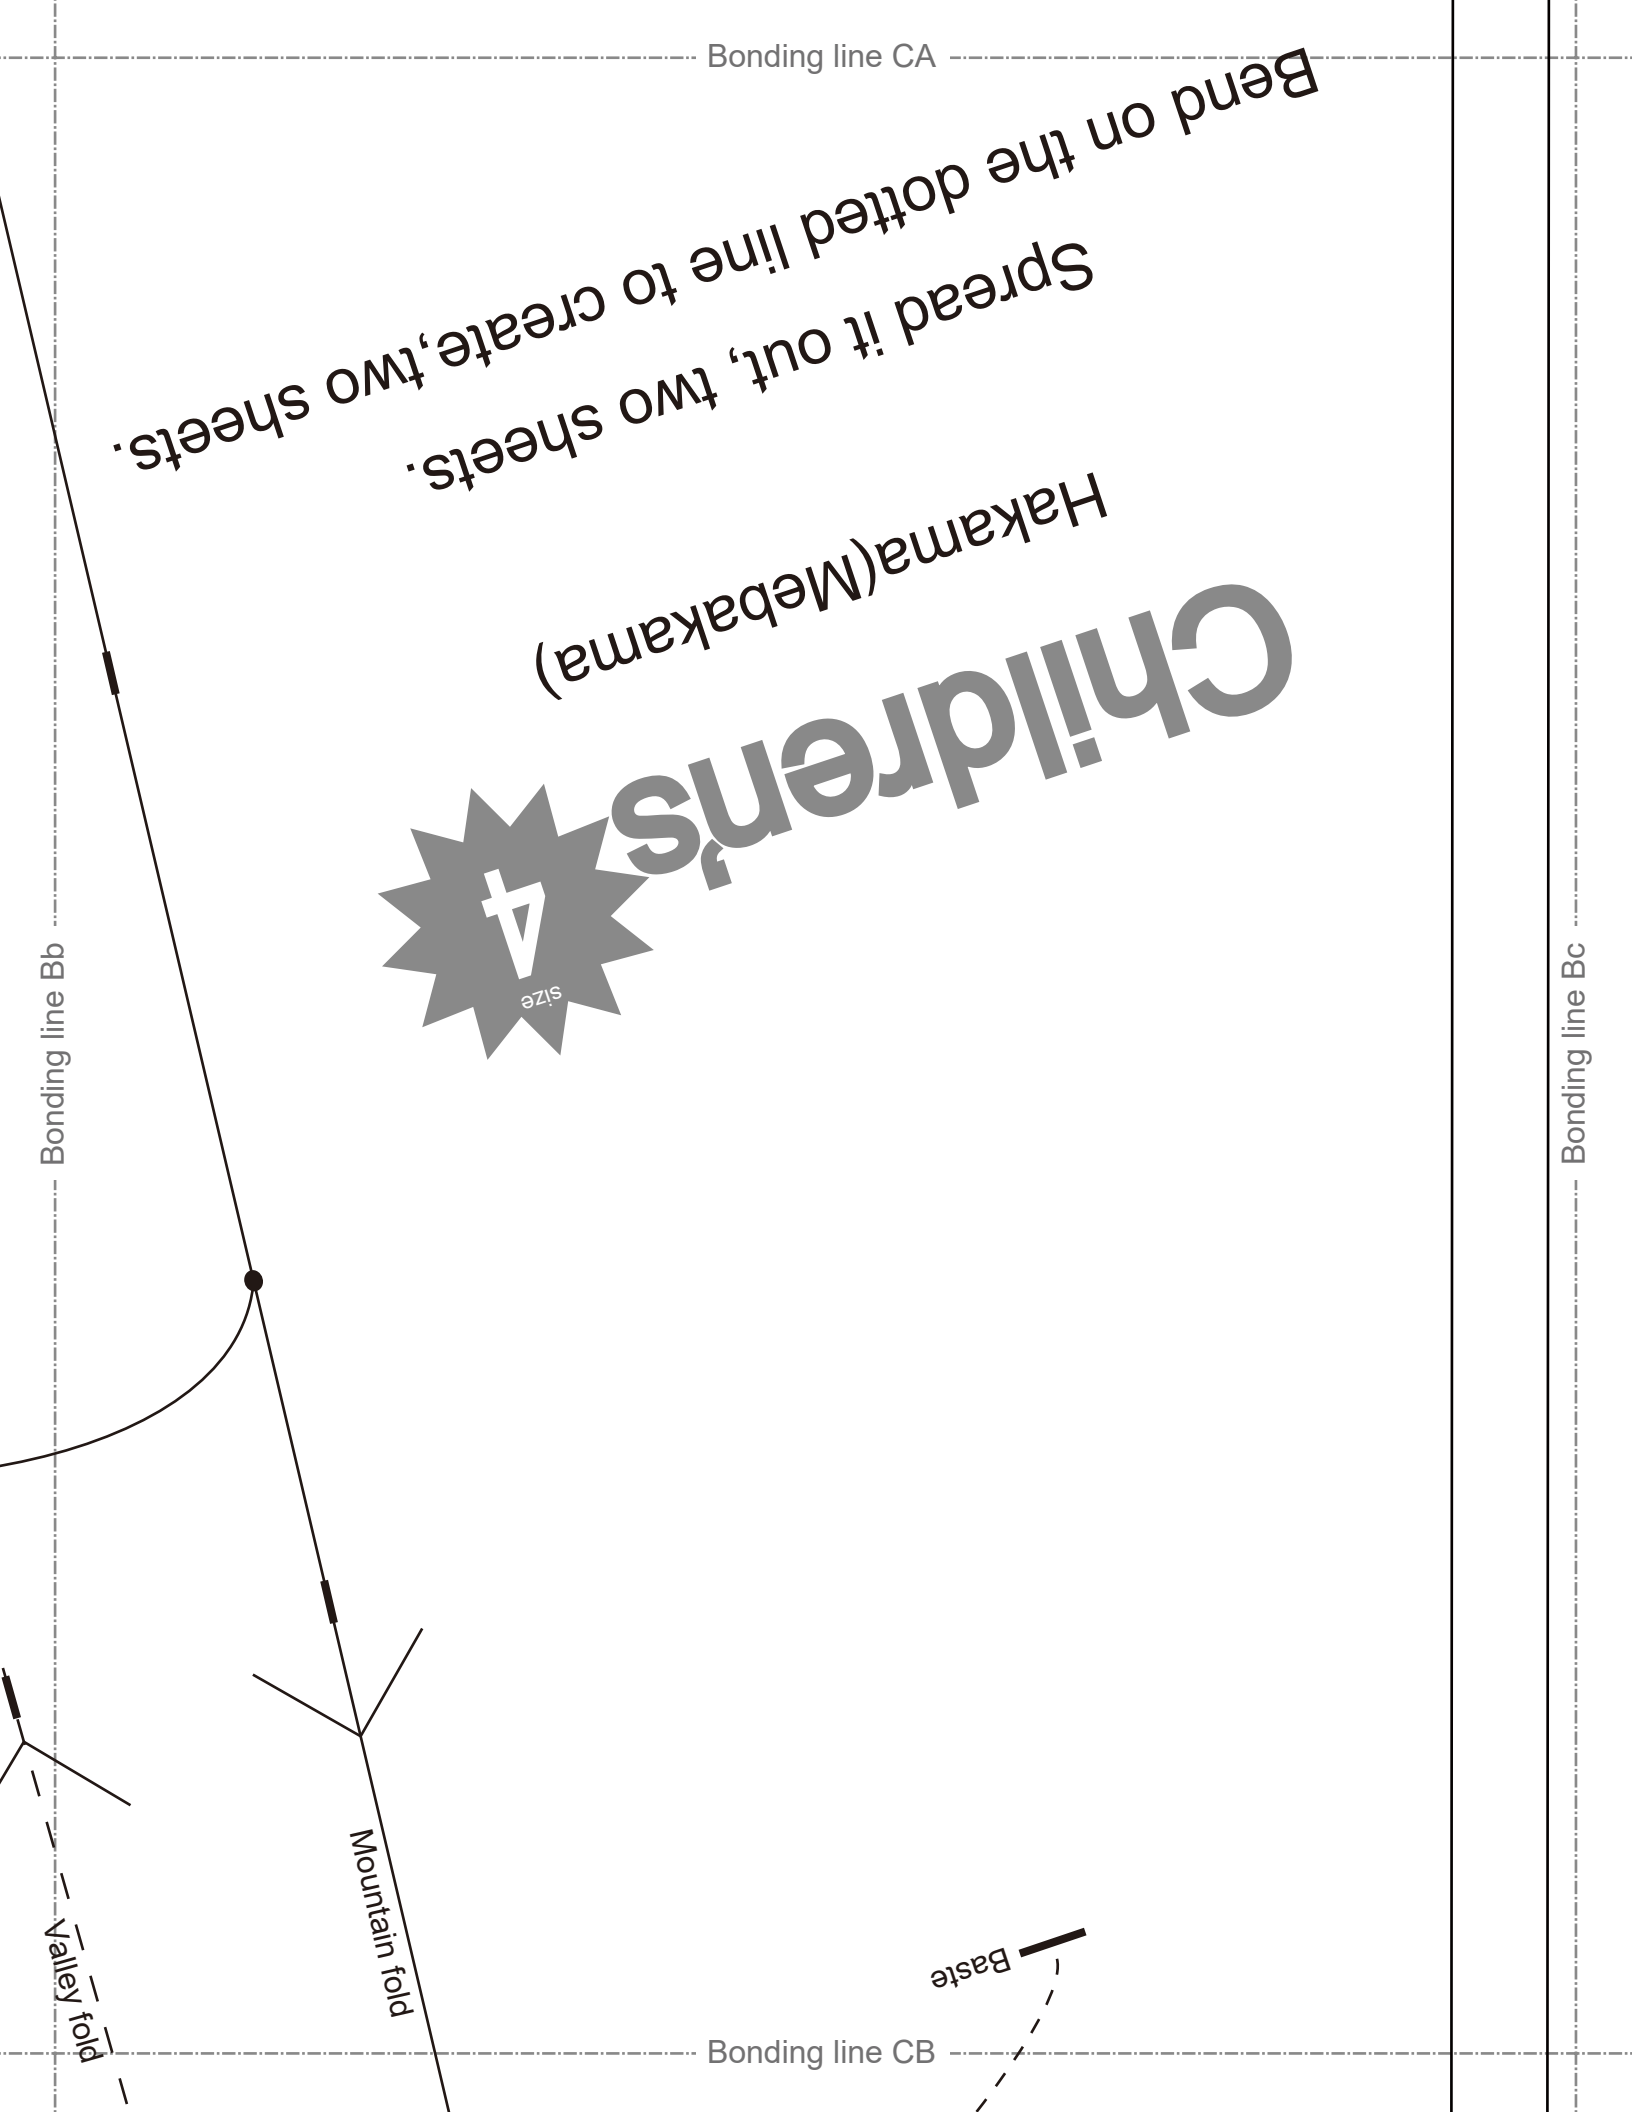 Bonding line CA
Bend on the dotted line to create,two sheets.
Spread it out, two sheets.
Hakama(Mebakama)
Children's
size
4
Bonding line Bb
Bonding line Bc
Mountain fold
Valley fold
Baste
Bonding line CB